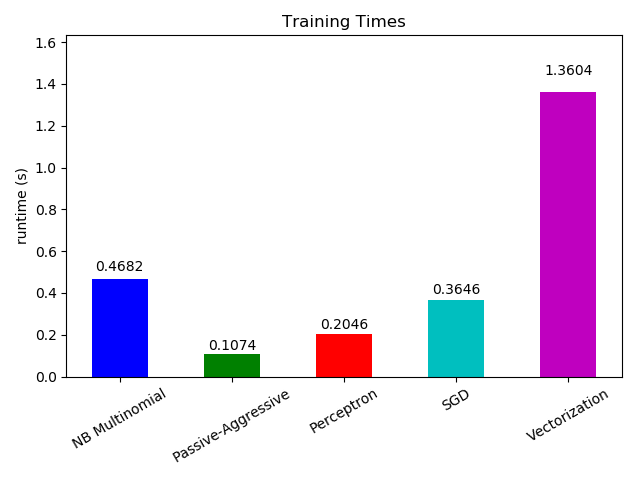 Training Times
runtime (s)
1.6
1.4
1.2
1.0
0.8
0.6
0.4
0.2
0.0
0.4682
0.1074
0.2046
0.3646
1.3604
NB Multinomial
Passive-Aggressive
Perceptron
SGD
Vectorization